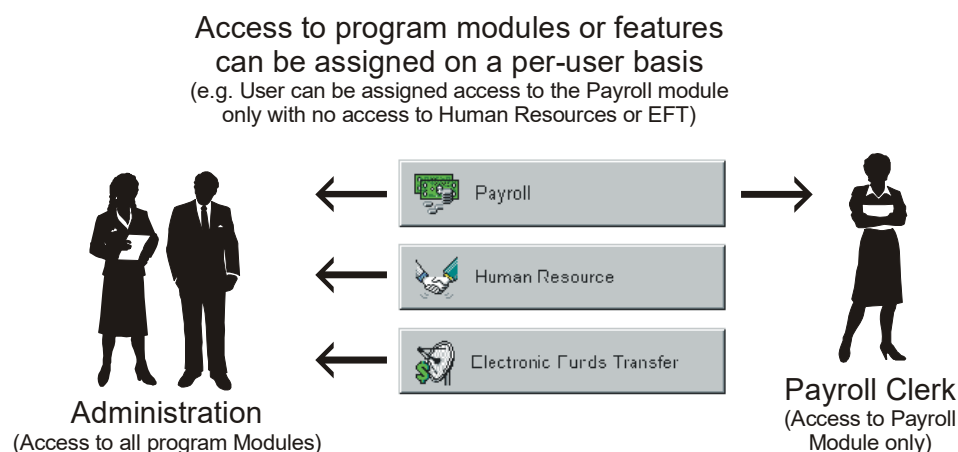 Access to program modules or features
can be assigned on a per-user basis
(e.g. User can be assigned access to the Payroll module
only with no access to Human Resources or EFT)
Payroll
Human Resource
Electronic Funds Transfer
Administration
(Access to all program Modules)
Payroll Clerk
(Access to Payroll
Module only)